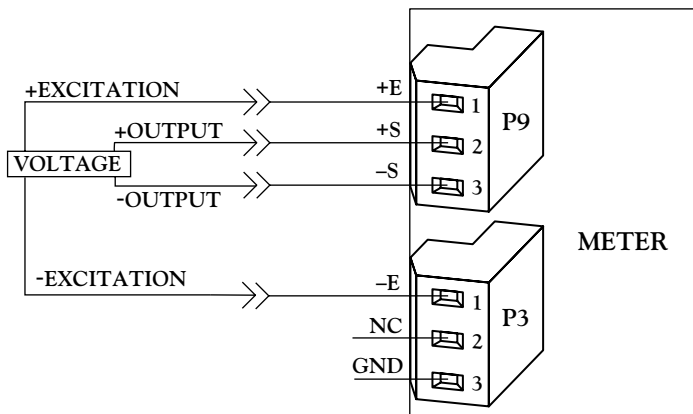 +EXCITATION
+E
1
P9
+OUTPUT
+S
2
VOLTAGE
-OUTPUT
–S
3
METER
-EXCITATION
–E
1
P3
NC
2
GND
3